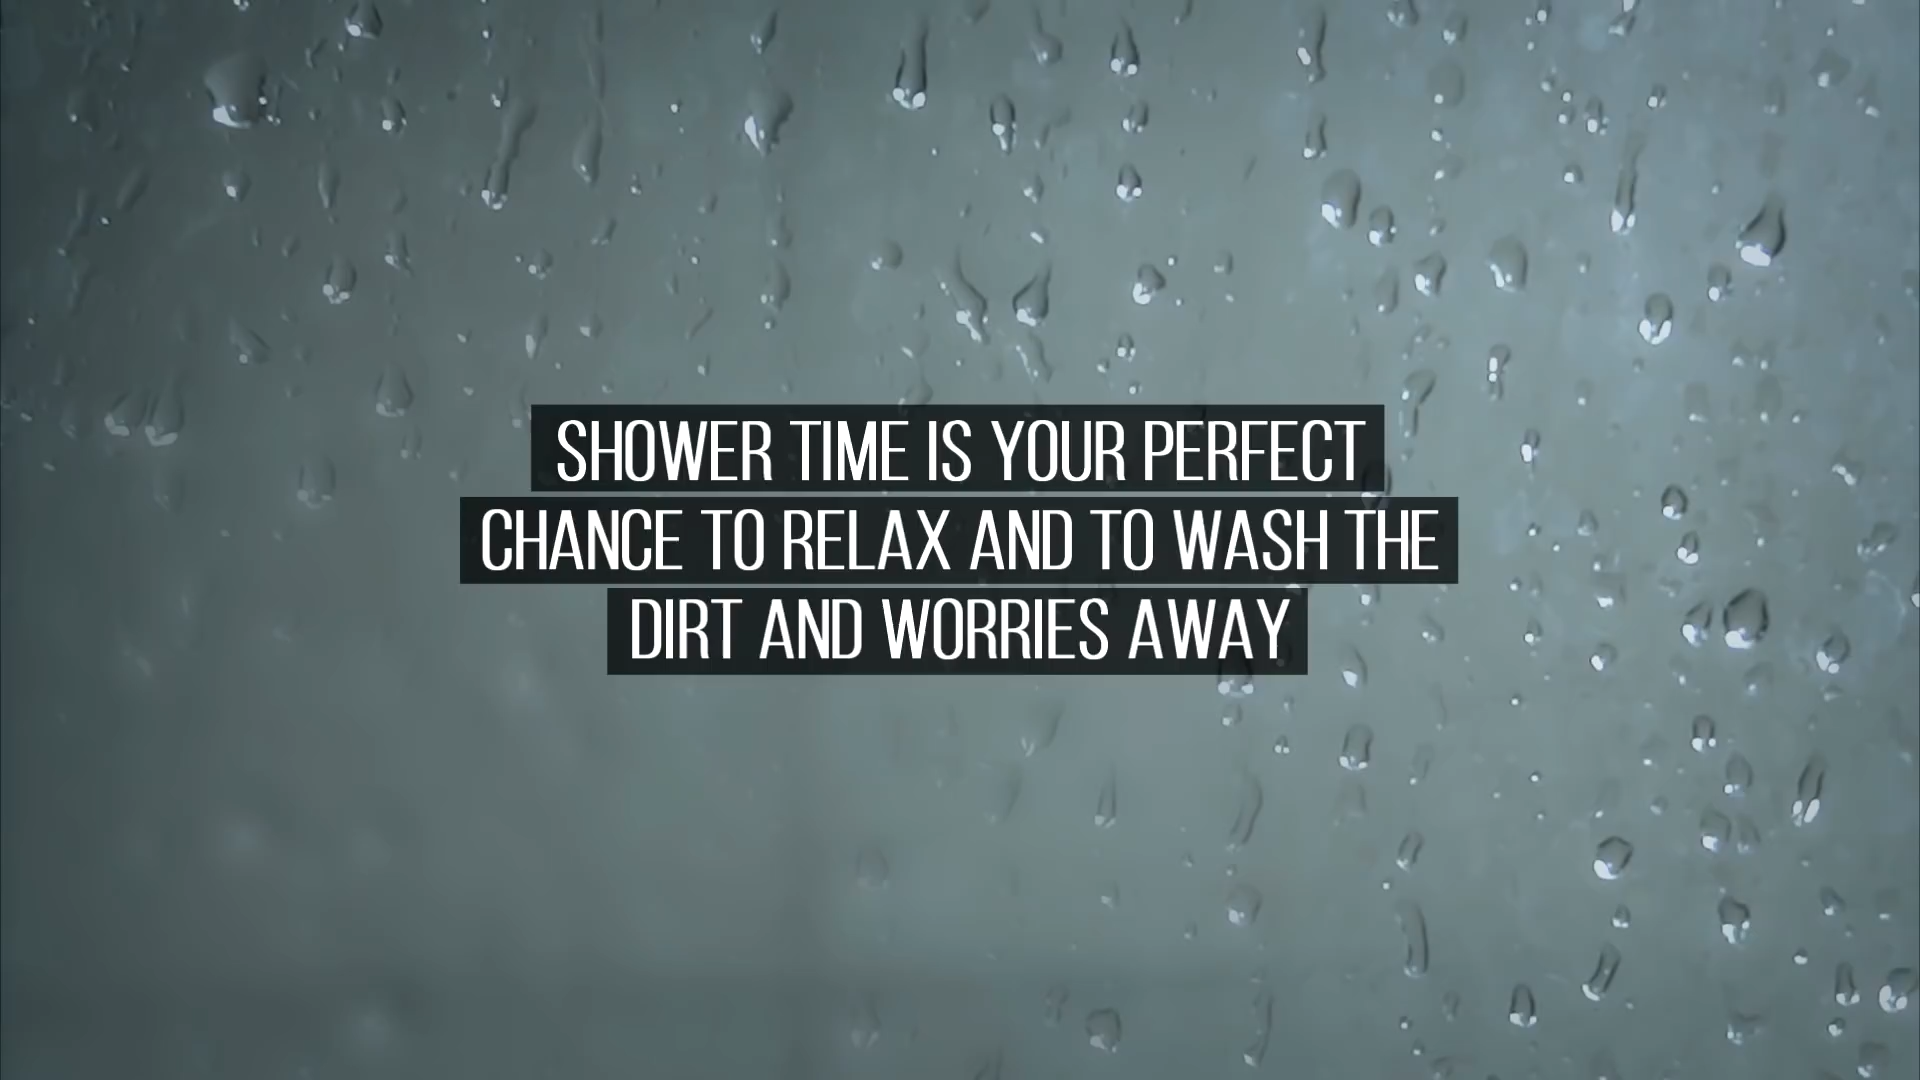 SHOWER TIME IS YOUR PERFECT
CHANCE TO RELAX AND TO WASH THE
DIRT AND WORRIES AWAY